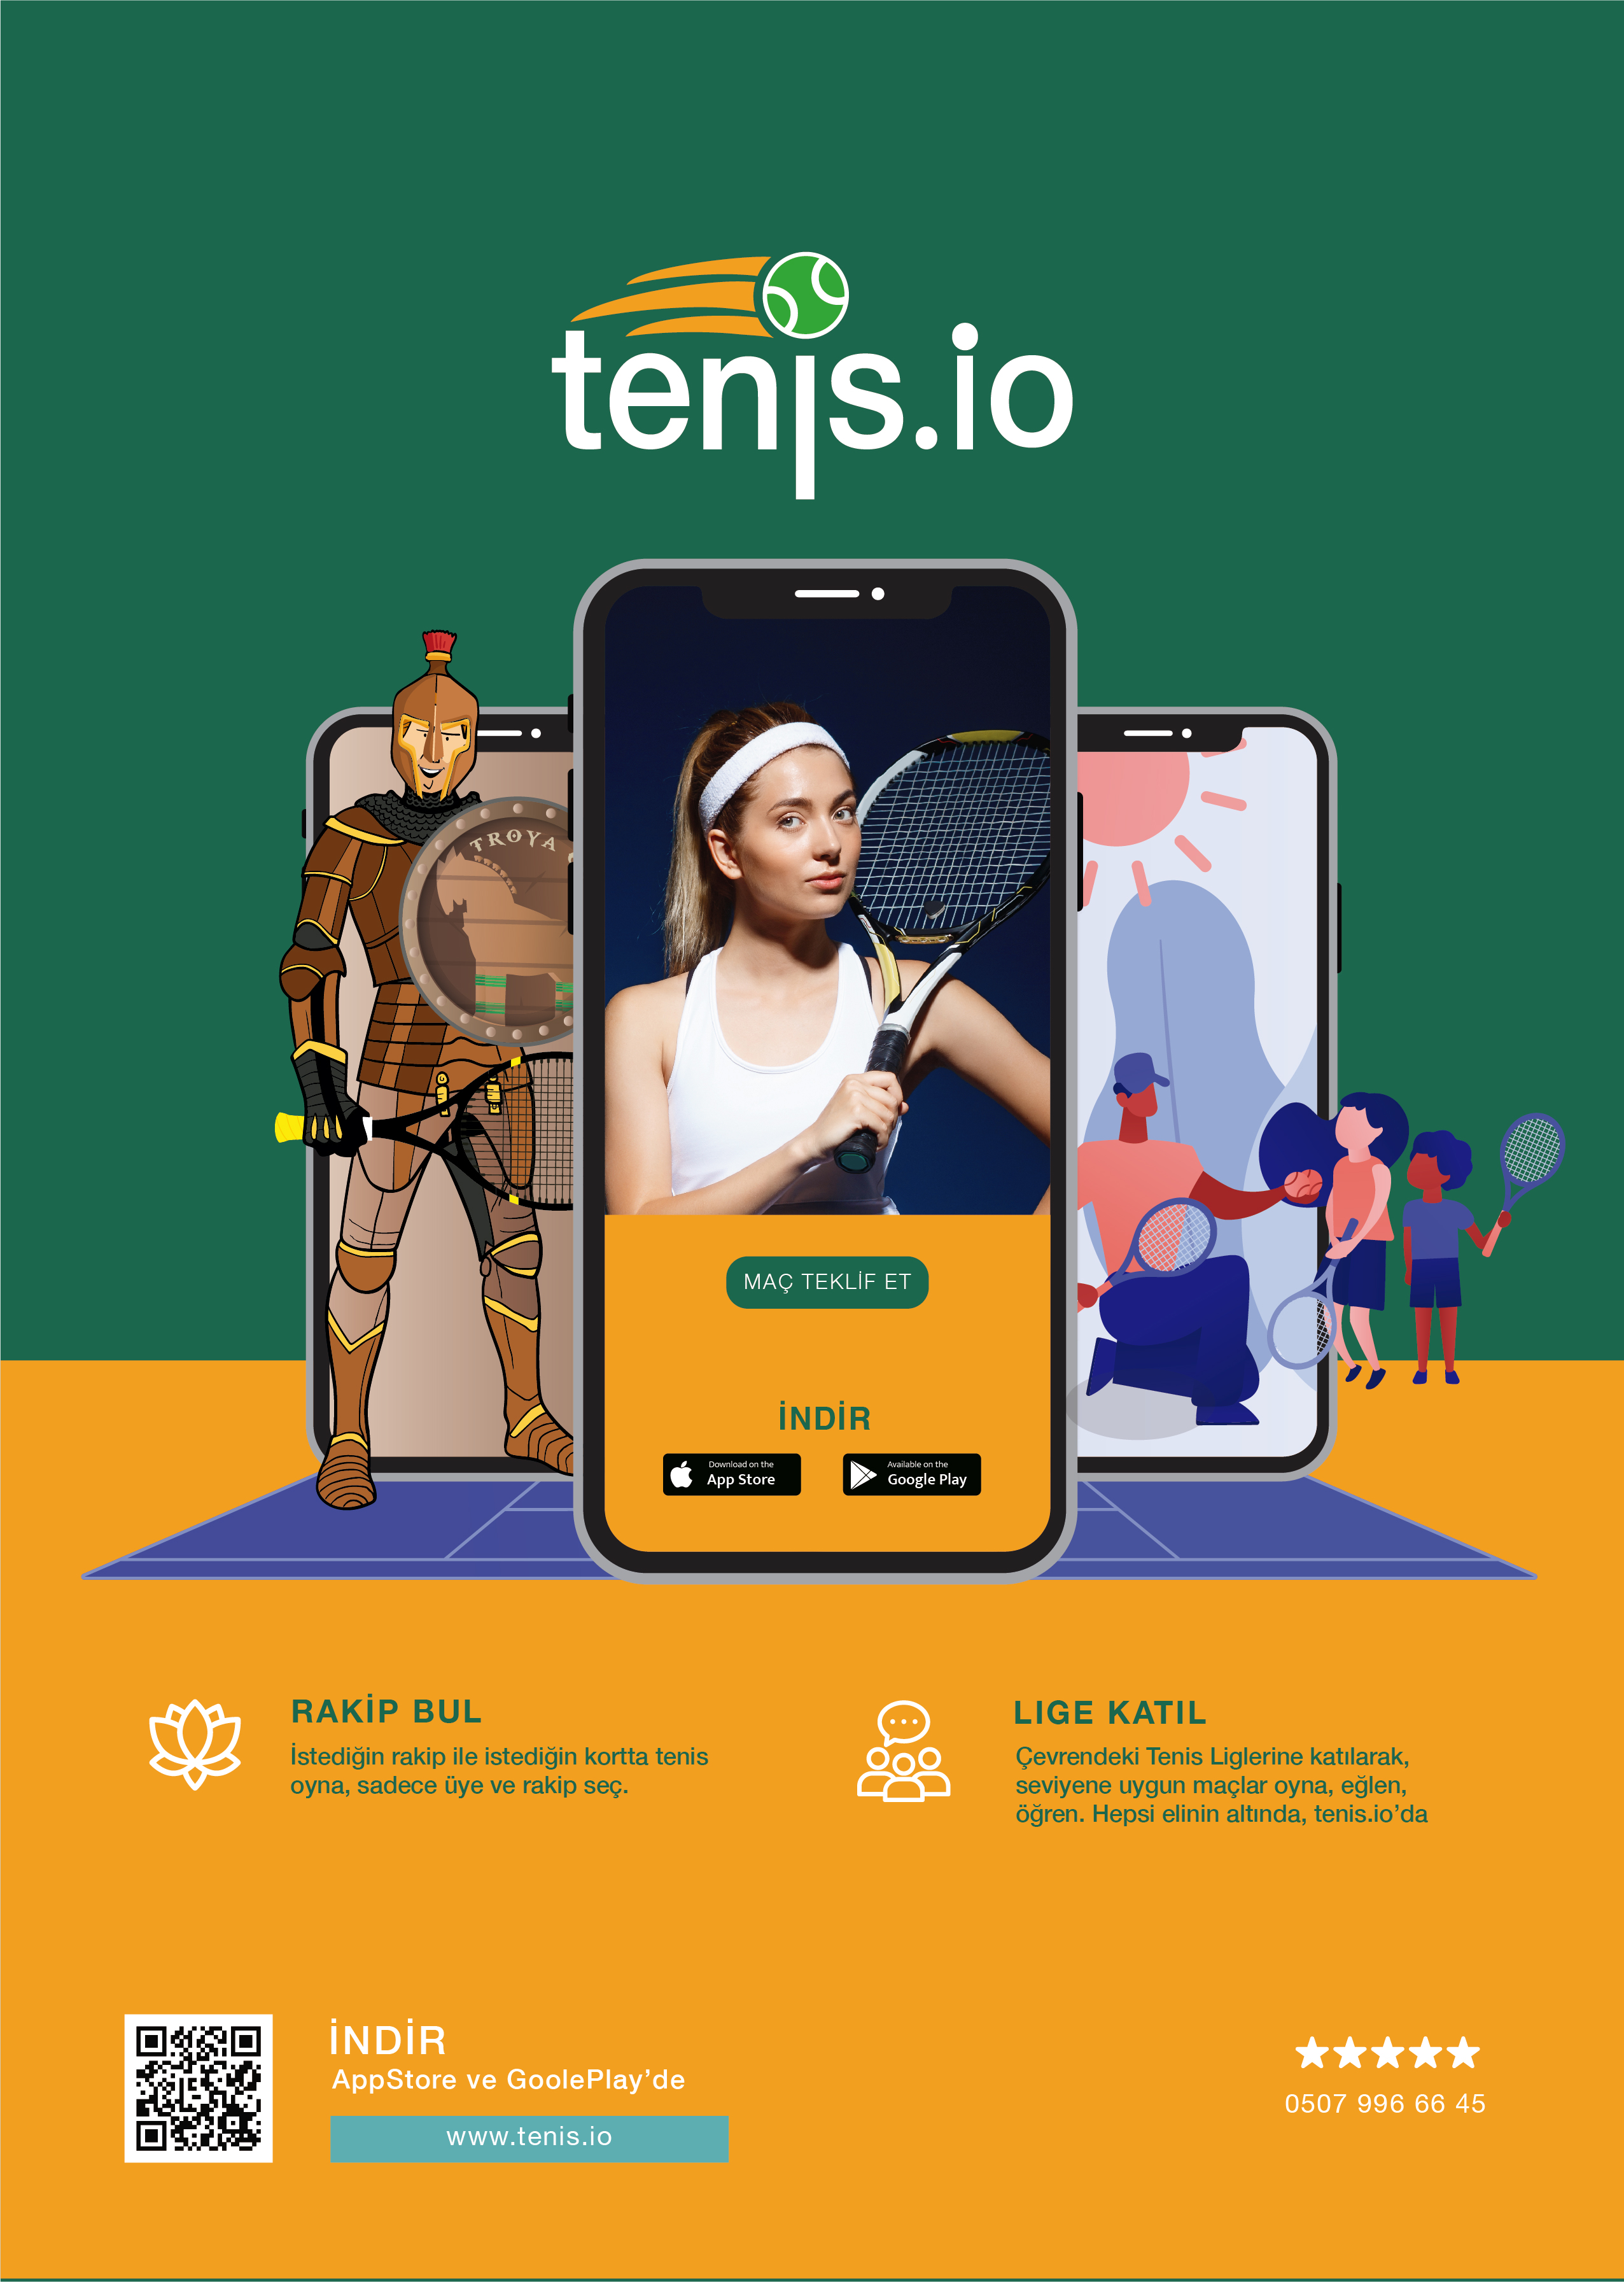 tenis.io
TROYA
MAÇ TEKLİF ET
İNDİR
Download on the
App Store
Available on the
Google Play
RAKİP BUL
İstediğin rakip ile istediğin kortta tenis
oyna, sadece üye ve rakip seç.
LIGE KATIL
Çevrendeki Tenis Liglerine katılarak,
seviyene uygun maçlar oyna, eğlen,
öğren. Hepsi elinin altında, tenis.io’da
İNDİR
AppStore ve GoolePlay’de
www.tenis.io
0507 996 66 45